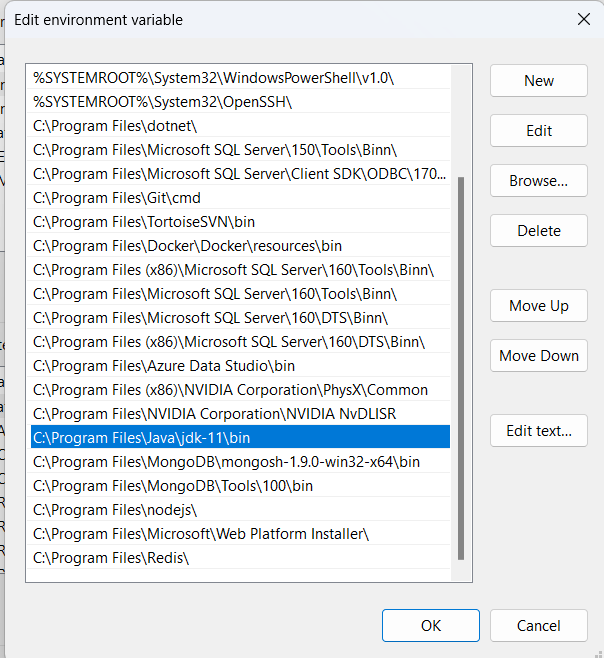 Edit environment variable
%SYSTEMROOT%\System32\WindowsPowerShell\v1.0\
New
%SYSTEMROOT%\System32\OpenSSH\
C:\Program Files\dotnet\
Edit
C:\Program Files\Microsoft SQL Server\150\Tools\Binn\
C:\Program Files\Microsoft SQL Server\Client SDK\ODBC\170...
Browse...
C:\Program Files\Git\cmd
C:\Program Files\TortoiseSVN\bin
Delete
C:\Program Files\Docker\Docker\resources\bin
C:\Program Files (x86)\Microsoft SQL Server\160\Tools\Binn\
C:\Program Files\Microsoft SQL Server\160\Tools\Binn\
Move Up
C:\Program Files\Microsoft SQL Server\160\DTS\Binn\
C:\Program Files (x86)\Microsoft SQL Server\160\DTS\Binn\
Move Down
C:\Program Files\Azure Data Studio\bin
C:\Program Files (x86)\NVIDIA Corporation\PhysX\Common
C:\Program Files\NVIDIA Corporation\NVIDIA NvDLISR
Edit text...
C:\Program Files\Java\jdk-11\bin
C:\Program Files\MongoDB\mongosh-1.9.0-win32-x64\bin
C:\Program Files\MongoDB\Tools\100\bin
C:\Program Files\nodejs\
C:\Program Files\Microsoft\Web Platform Installer\
C:\Program Files\Redis\
OK
Cancel